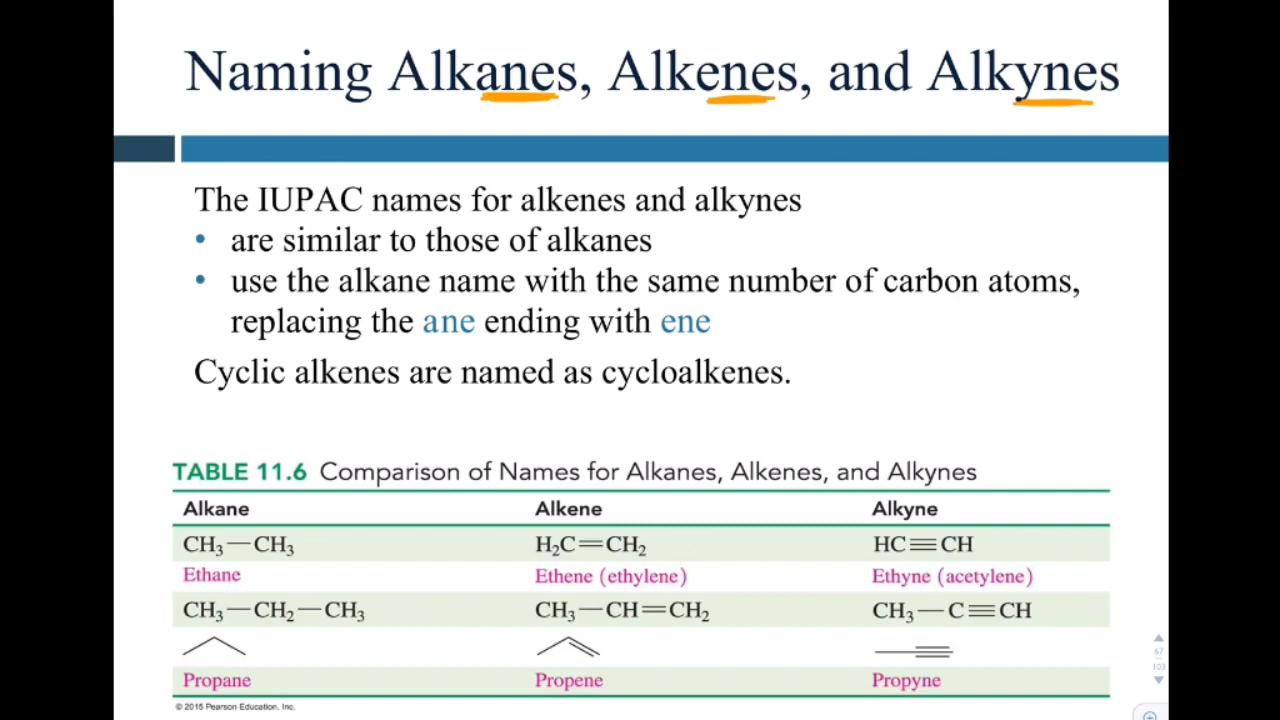 Naming Alkanes, Alkenes, and Alkynes
The IUPAC names for alkenes and alkynes
• are similar to those of alkanes
• use the alkane name with the same number of carbon atoms,
replacing the ane ending with ene
Cyclic alkenes are named as cycloalkenes.
TABLE 11.6 Comparison of Names for Alkanes, Alkenes, and Alkynes
Alkane Alkene Alkyne
CH₃—CH₃ H₂C=CH₂ HC≡CH
Ethane Ethene (ethylene) Ethyne (acetylene)
CH₃—CH₂—CH₃ CH₃—CH=CH₂ CH₃—C≡CH
Propane Propene Propyne
© 2015 Pearson Education, Inc.
67
103